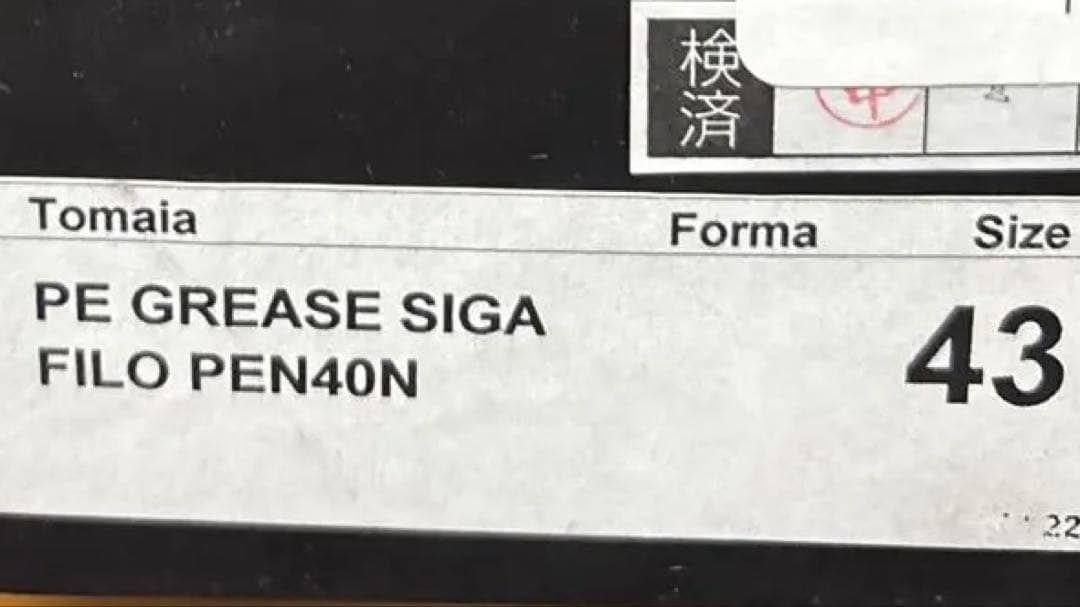 検済
Tomaia Forma Size
PE GREASE SIGA 43
FILO PEN40N
22